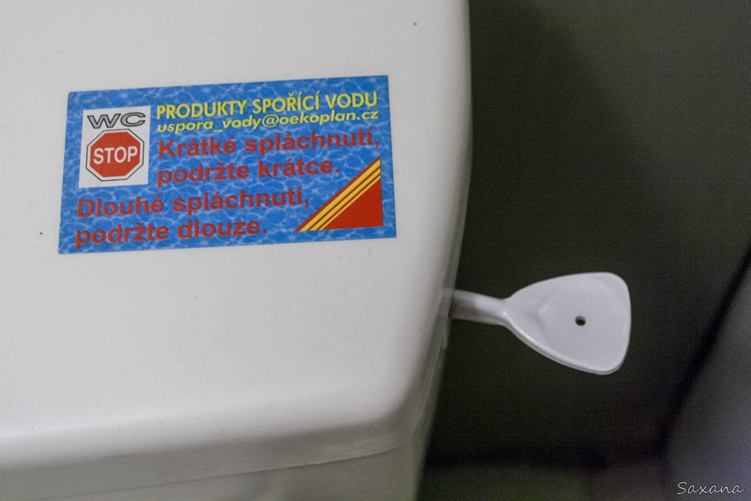 WC
STOP
PRODUKTY SPOŘÍCÍ VODU
uspora_vody@oekoplan.cz
Krátké spláchnutí,
podržte krátce.
Dlouhé spláchnutí,
podržte dlouze.
Saxana